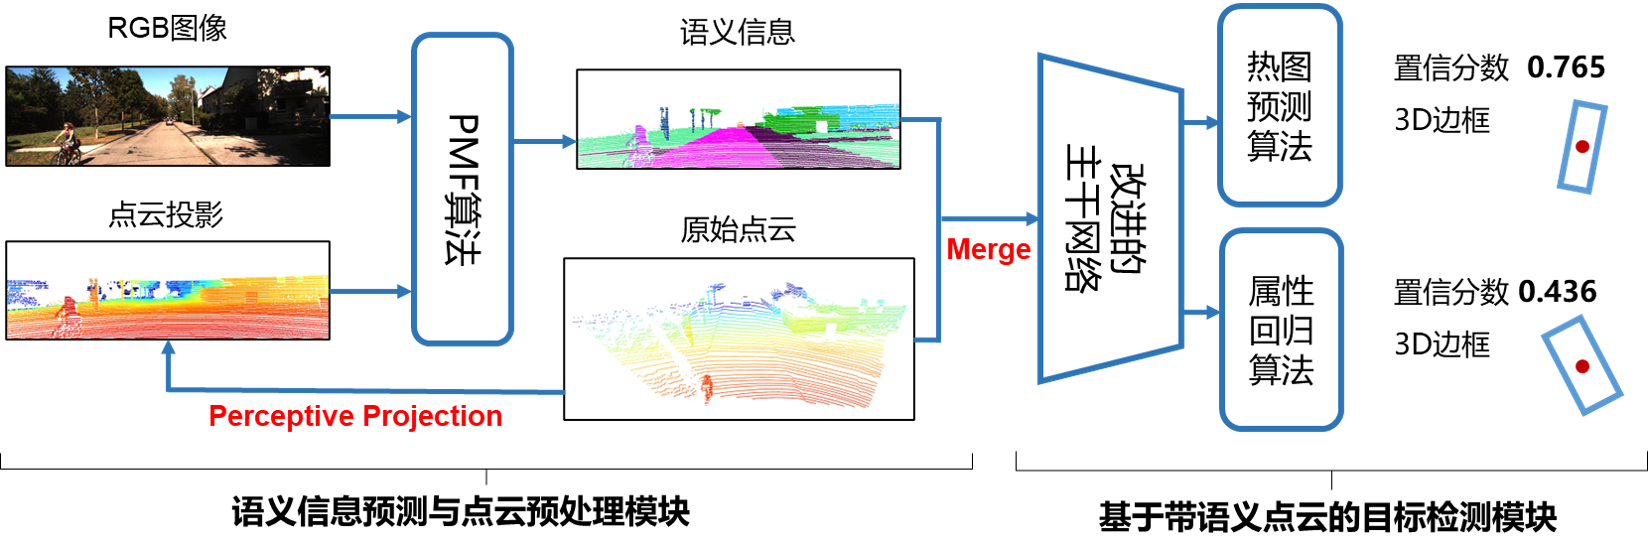 RGB图像
点云投影
PMF算法
语义信息
原始点云
Perceptive Projection
Merge
语义信息预测与点云预处理模块
改进的
主干网络
热图
预测
算法
属性
回归
算法
置信分数 0.765
3D边框
置信分数 0.436
3D边框
基于带语义点云的目标检测模块